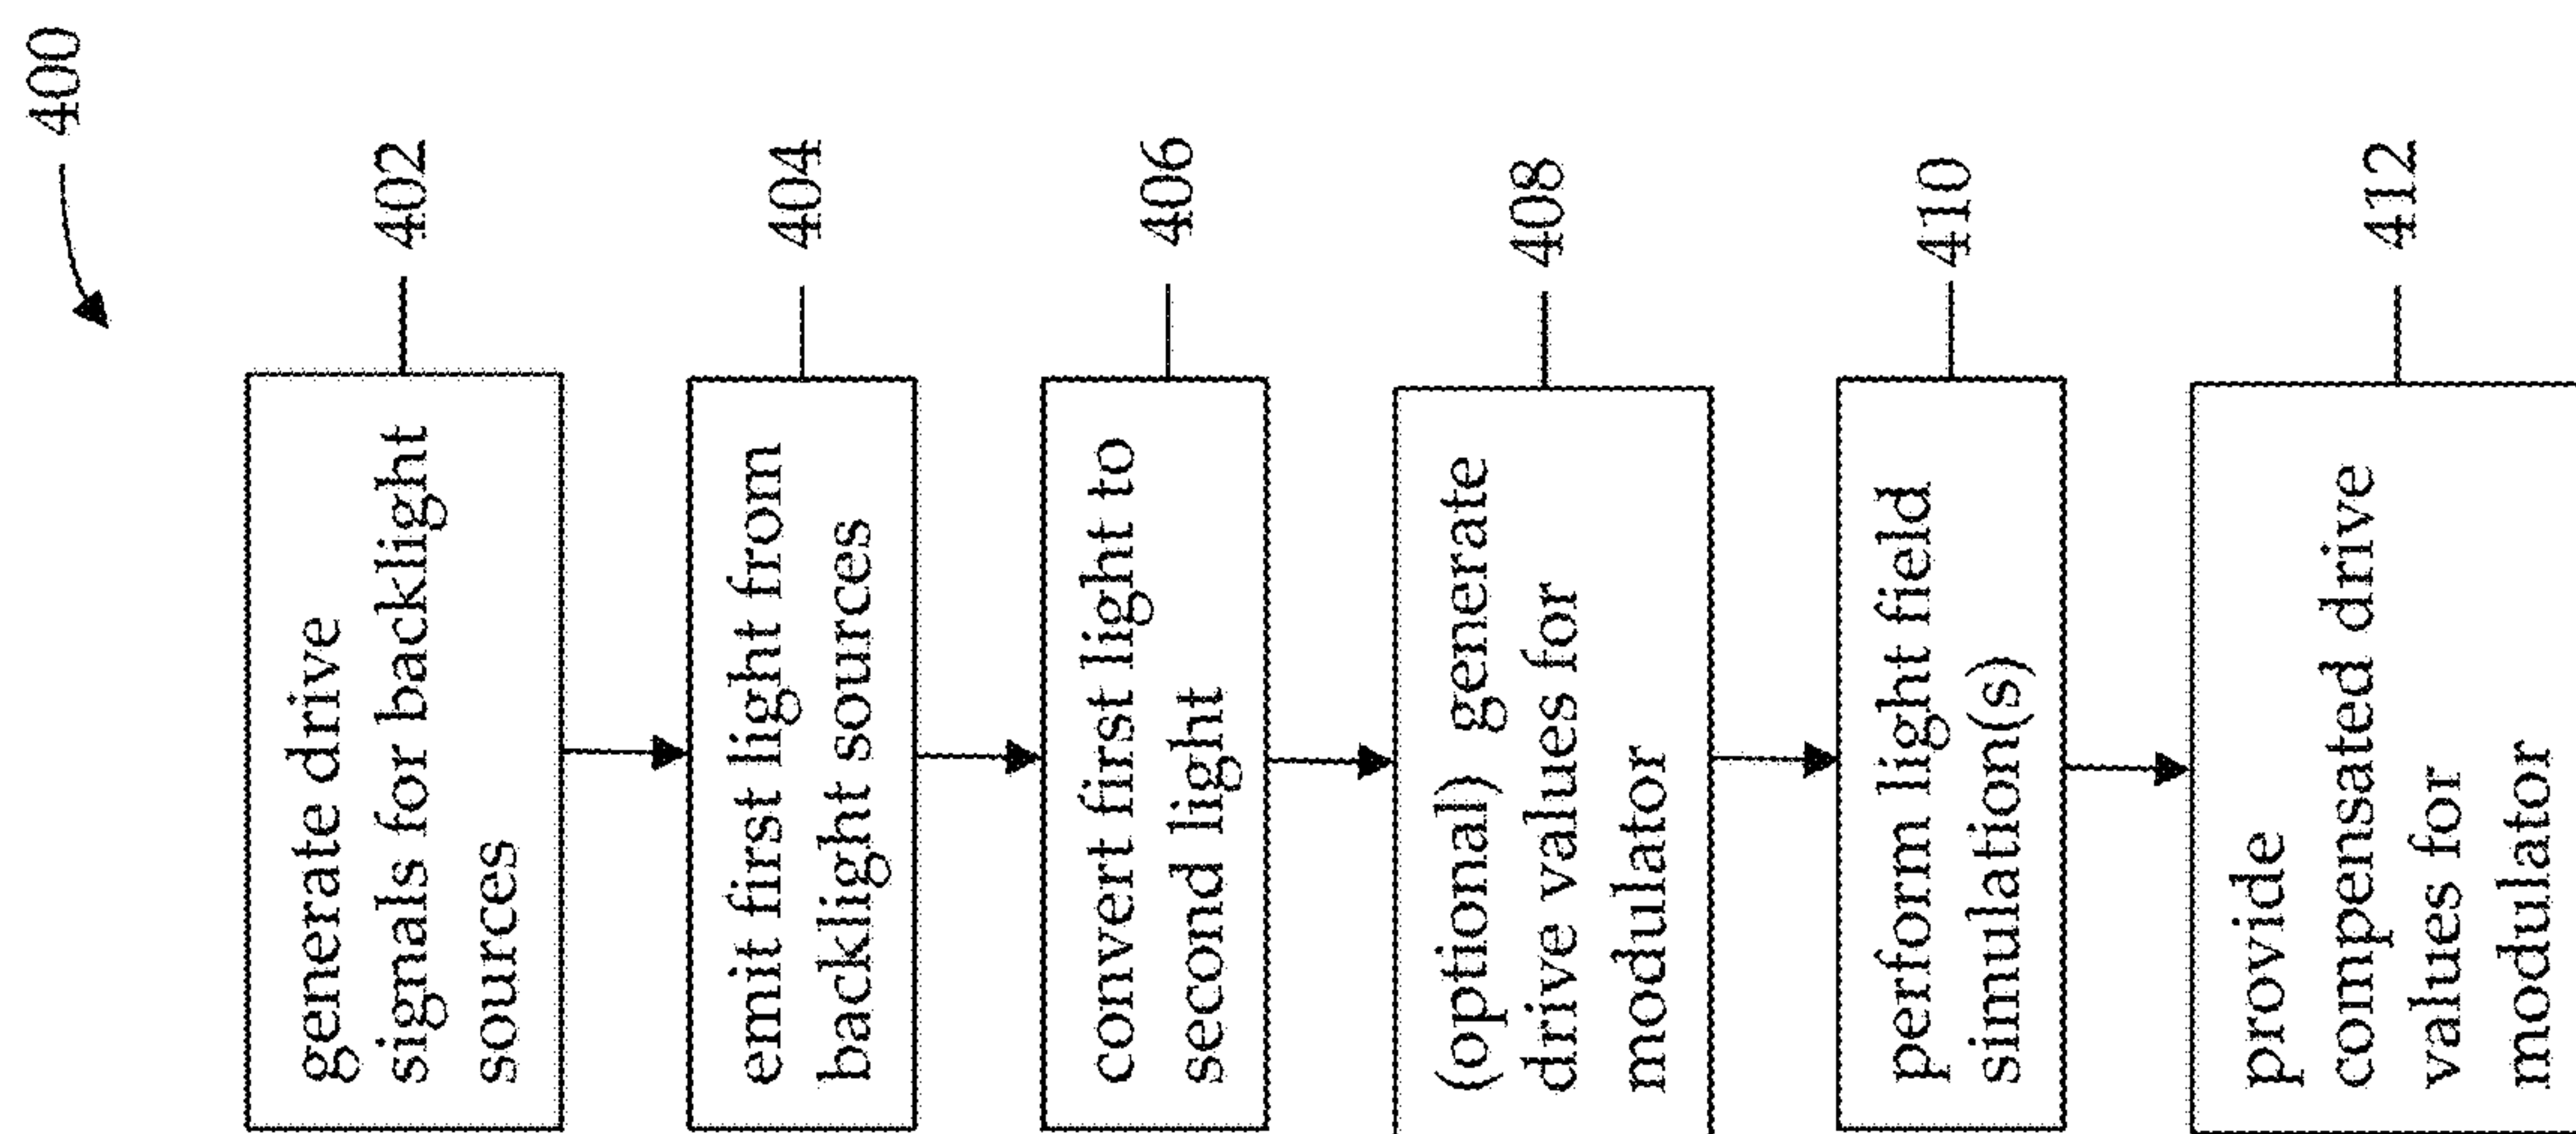 400
generate drive
signals for backlight
sources
402
emit first light from
backlight sources
404
convert first light to
second light
406
(optional) generate
drive values for
modulator
408
perform light field
simulation(s)
410
provide
compensated drive
values for
modulator
412